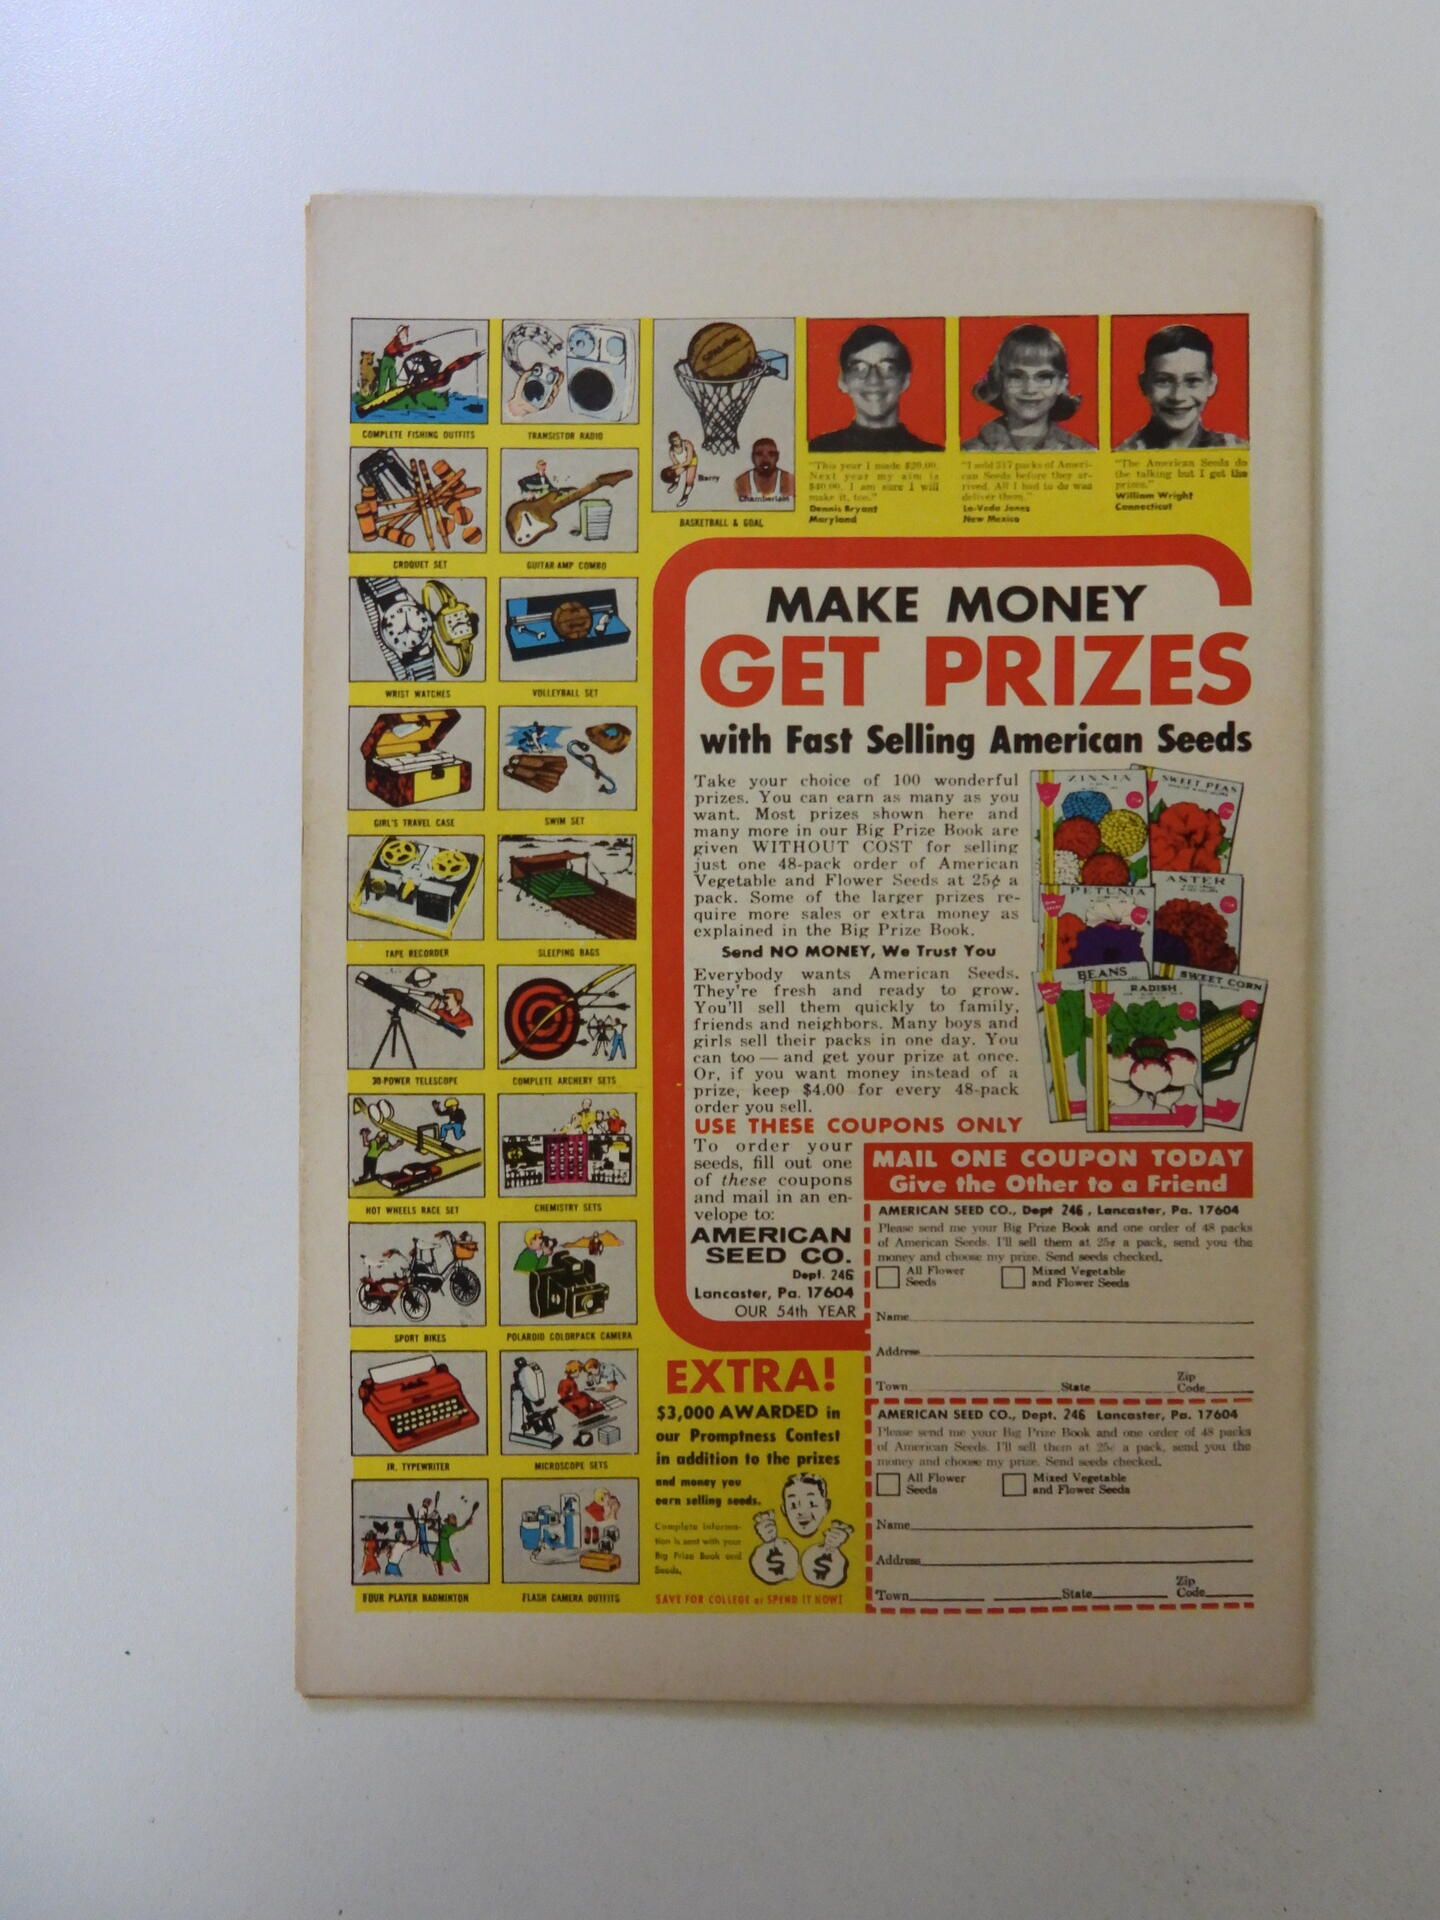 COMPLETE FISHING OUTFITS
TRANSISTOR RADIO
CROQUET SET
GUITAR-AMP COMBO
WRIST WATCHES
VOLLEYBALL SET
GIRL'S TRAVEL CASE
SWIM SET
TAPE RECORDER
SLEEPING BAGS
30-POWER TELESCOPE
COMPLETE ARCHERY SETS
HOT WHEELS RACE SET
CHEMISTRY SETS
SPORT BIKES
POLAROID COLORPACK CAMERA
JR. TYPEWRITER
MICROSCOPE SETS
FOUR PLAYER BADMINTON
FLASH CAMERA OUTFITS
SPALDING
Barry
Chamberlain
BASKETBALL & GOAL
"This year I made $20.00.
Next year my aim is
$40.00. I am sure I will
make it, too."
Dennis Bryant
Maryland
"I sold 317 packs of Ameri-
can Seeds before they ar-
rived. All I had to do was
deliver them."
La-Veda Jones
New Mexico
"The American Seeds do
the talking but I get the
prizes."
William Wright
Connecticut
MAKE MONEY
GET PRIZES
with Fast Selling American Seeds
Take your choice of 100 wonderful
prizes. You can earn as many as you
want. Most prizes shown here and
many more in our Big Prize Book are
given WITHOUT COST for selling
just one 48-pack order of American
Vegetable and Flower Seeds at 25¢ a
pack. Some of the larger prizes re-
quire more sales or extra money as
explained in the Big Prize Book.
Send NO MONEY, We Trust You
Everybody wants American Seeds.
They're fresh and ready to grow.
You'll sell them quickly to family,
friends and neighbors. Many boys and
girls sell their packs in one day. You
can too — and get your prize at once.
Or, if you want money instead of a
prize, keep $4.00 for every 48-pack
order you sell.
USE THESE COUPONS ONLY
To order your
seeds, fill out one
of these coupons
and mail in an en-
velope to:
AMERICAN
SEED CO.
Dept. 246
Lancaster, Pa. 17604
OUR 54th YEAR
ZINNIA
SWEET PEAS
PETUNIA
ASTER
BEANS
RADISH
SWEET CORN
MAIL ONE COUPON TODAY
Give the Other to a Friend
AMERICAN SEED CO., Dept 246, Lancaster, Pa. 17604
Please send me your Big Prize Book and one order of 48 packs
of American Seeds. I'll sell them at 25¢ a pack, send you the
money and choose my prize. Send seeds checked.
All Flower Seeds
Mixed Vegetable and Flower Seeds
Name
Address
Town State Zip Code
AMERICAN SEED CO., Dept. 246 Lancaster, Pa. 17604
Please send me your Big Prize Book and one order of 48 packs
of American Seeds. I'll sell them at 25¢ a pack, send you the
money and choose my prize. Send seeds checked.
All Flower Seeds
Mixed Vegetable and Flower Seeds
Name
Address
Town State Zip Code
EXTRA!
$3,000 AWARDED in
our Promptness Contest
in addition to the prizes
and money you
earn selling seeds.
Complete informa-
tion is sent with your
Big Prize Book and
Seeds.
$ $
SAVE FOR COLLEGE or SPEND IT NOW!